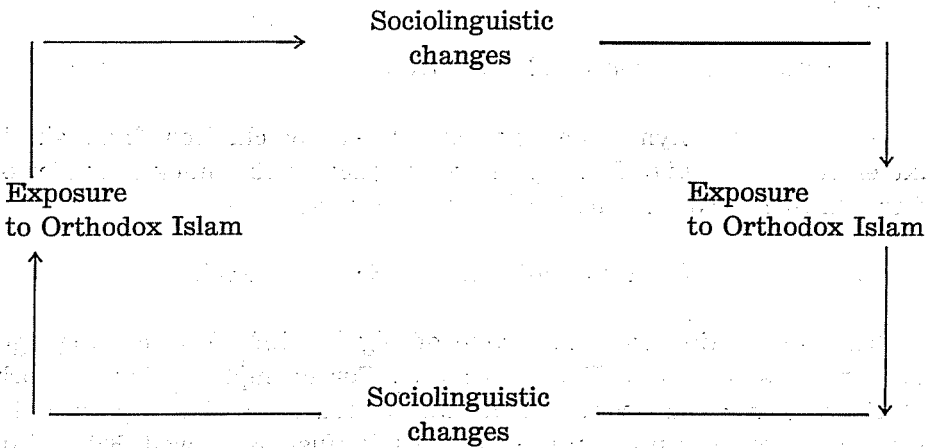 Sociolinguistic
changes
Exposure
to Orthodox Islam
Exposure
to Orthodox Islam
Sociolinguistic
changes